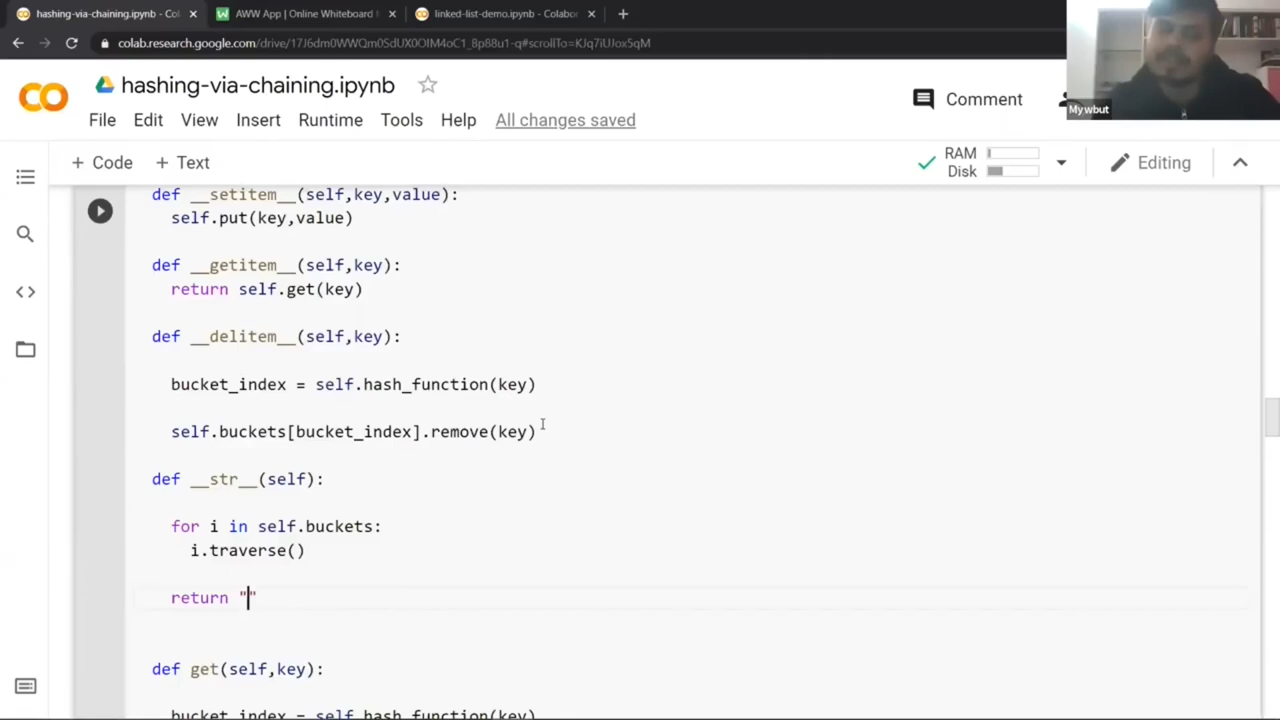 hashing-via-chaining.ipynb - Col
AWW App | Online Whiteboard
linked-list-demo.ipynb - Colabor
colab.research.google.com/drive/17J6dm0WWQm0SdUX0OIM4oC1_8p88u1-q#scrollTo=KJq7iUJox5qM
Mywbut
hashing-via-chaining.ipynb
Comment
File Edit View Insert Runtime Tools Help All changes saved
+ Code + Text
RAM
Disk
Editing
def __setitem__(self,key,value):
self.put(key,value)
def __getitem__(self,key):
return self.get(key)
def __delitem__(self,key):
bucket_index = self.hash_function(key)
self.buckets[bucket_index].remove(key)
def __str__(self):
for i in self.buckets:
i.traverse()
return ""
def get(self,key):
bucket_index = self.hash_function(key)